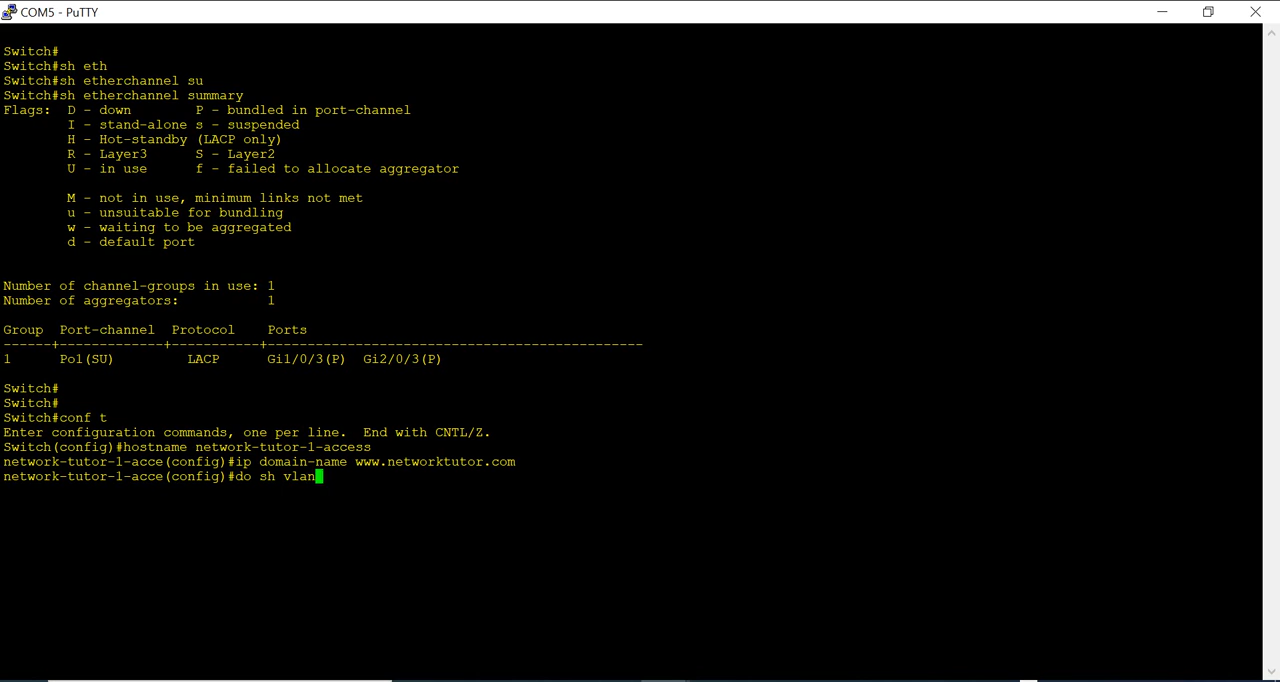 COM5 - PuTTY
Switch#
Switch#sh eth
Switch#sh etherchannel su
Switch#sh etherchannel summary
Flags:  D - down        P - bundled in port-channel
        I - stand-alone s - suspended
        H - Hot-standby (LACP only)
        R - Layer3      S - Layer2
        U - in use      f - failed to allocate aggregator
        M - not in use, minimum links not met
        u - unsuitable for bundling
        w - waiting to be aggregated
        d - default port
Number of channel-groups in use: 1
Number of aggregators:           1
Group  Port-channel  Protocol    Ports
------+-------------+-----------+-----------------------------------------------
1      Po1(SU)         LACP      Gi1/0/3(P)  Gi2/0/3(P)
Switch#
Switch#
Switch#conf t
Enter configuration commands, one per line.  End with CNTL/Z.
Switch(config)#hostname network-tutor-1-access
network-tutor-1-acce(config)#ip domain-name www.networktutor.com
network-tutor-1-acce(config)#do sh vlan